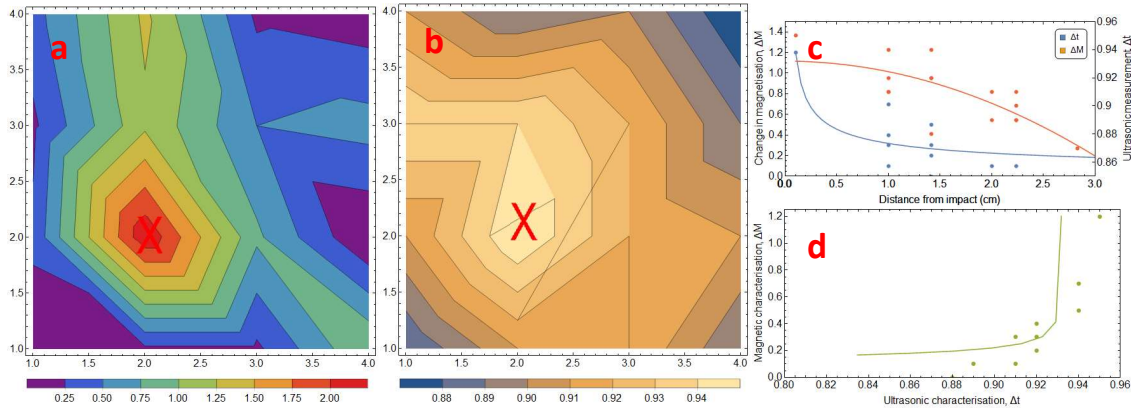 a
4.0
3.5
3.0
2.5
2.0
1.5
1.0
X
1.0 1.5 2.0 2.5 3.0 3.5 4.0
0.25 0.50 0.75 1.00 1.25 1.50 1.75 2.00
b
4.0
3.5
3.0
2.5
2.0
1.5
1.0
X
1.0 1.5 2.0 2.5 3.0 3.5 4.0
0.88 0.89 0.90 0.91 0.92 0.93 0.94
c
Change in magnetisation, ΔM
1.4
1.2
1.0
0.8
0.6
0.4
0.2
0.0
Δt
ΔM
0.96
0.94
0.92
0.9
0.88
0.86
Ultrasonicmeasurement Δt
0.0 0.5 1.0 1.5 2.0 2.5 3.0
Distance from impact (cm)
d
Magnetic characterisation, ΔM
1.2
1.0
0.8
0.6
0.4
0.2
0.0
0.80 0.82 0.84 0.86 0.88 0.90 0.92 0.94 0.96
Ultrasonic characterisation, Δt